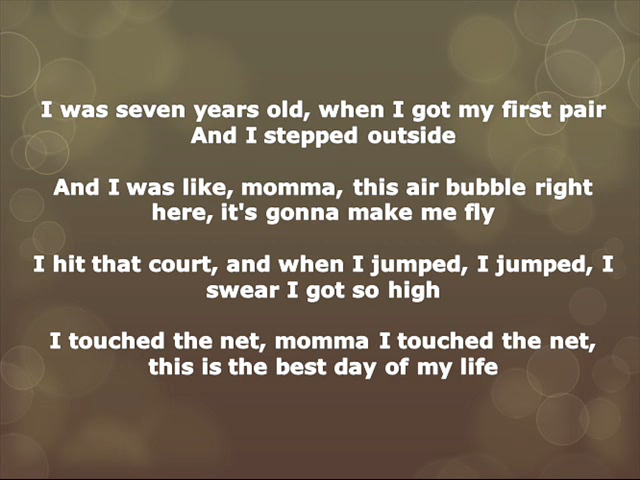 I was seven years old, when I got my first pair
And I stepped outside
And I was like, momma, this air bubble right
here, it's gonna make me fly
I hit that court, and when I jumped, I jumped, I
swear I got so high
I touched the net, momma I touched the net,
this is the best day of my life